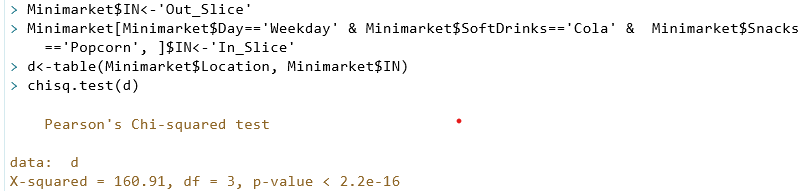 > Minimarket$IN<-'Out_Slice'
> Minimarket[Minimarket$Day=='Weekday' & Minimarket$SoftDrinks=='Cola' &  Minimarket$Snacks
=='Popcorn', ]$IN<-'In_Slice'
> d<-table(Minimarket$Location, Minimarket$IN)
> chisq.test(d)
Pearson's Chi-squared test
data:  d
X-squared = 160.91, df = 3, p-value < 2.2e-16